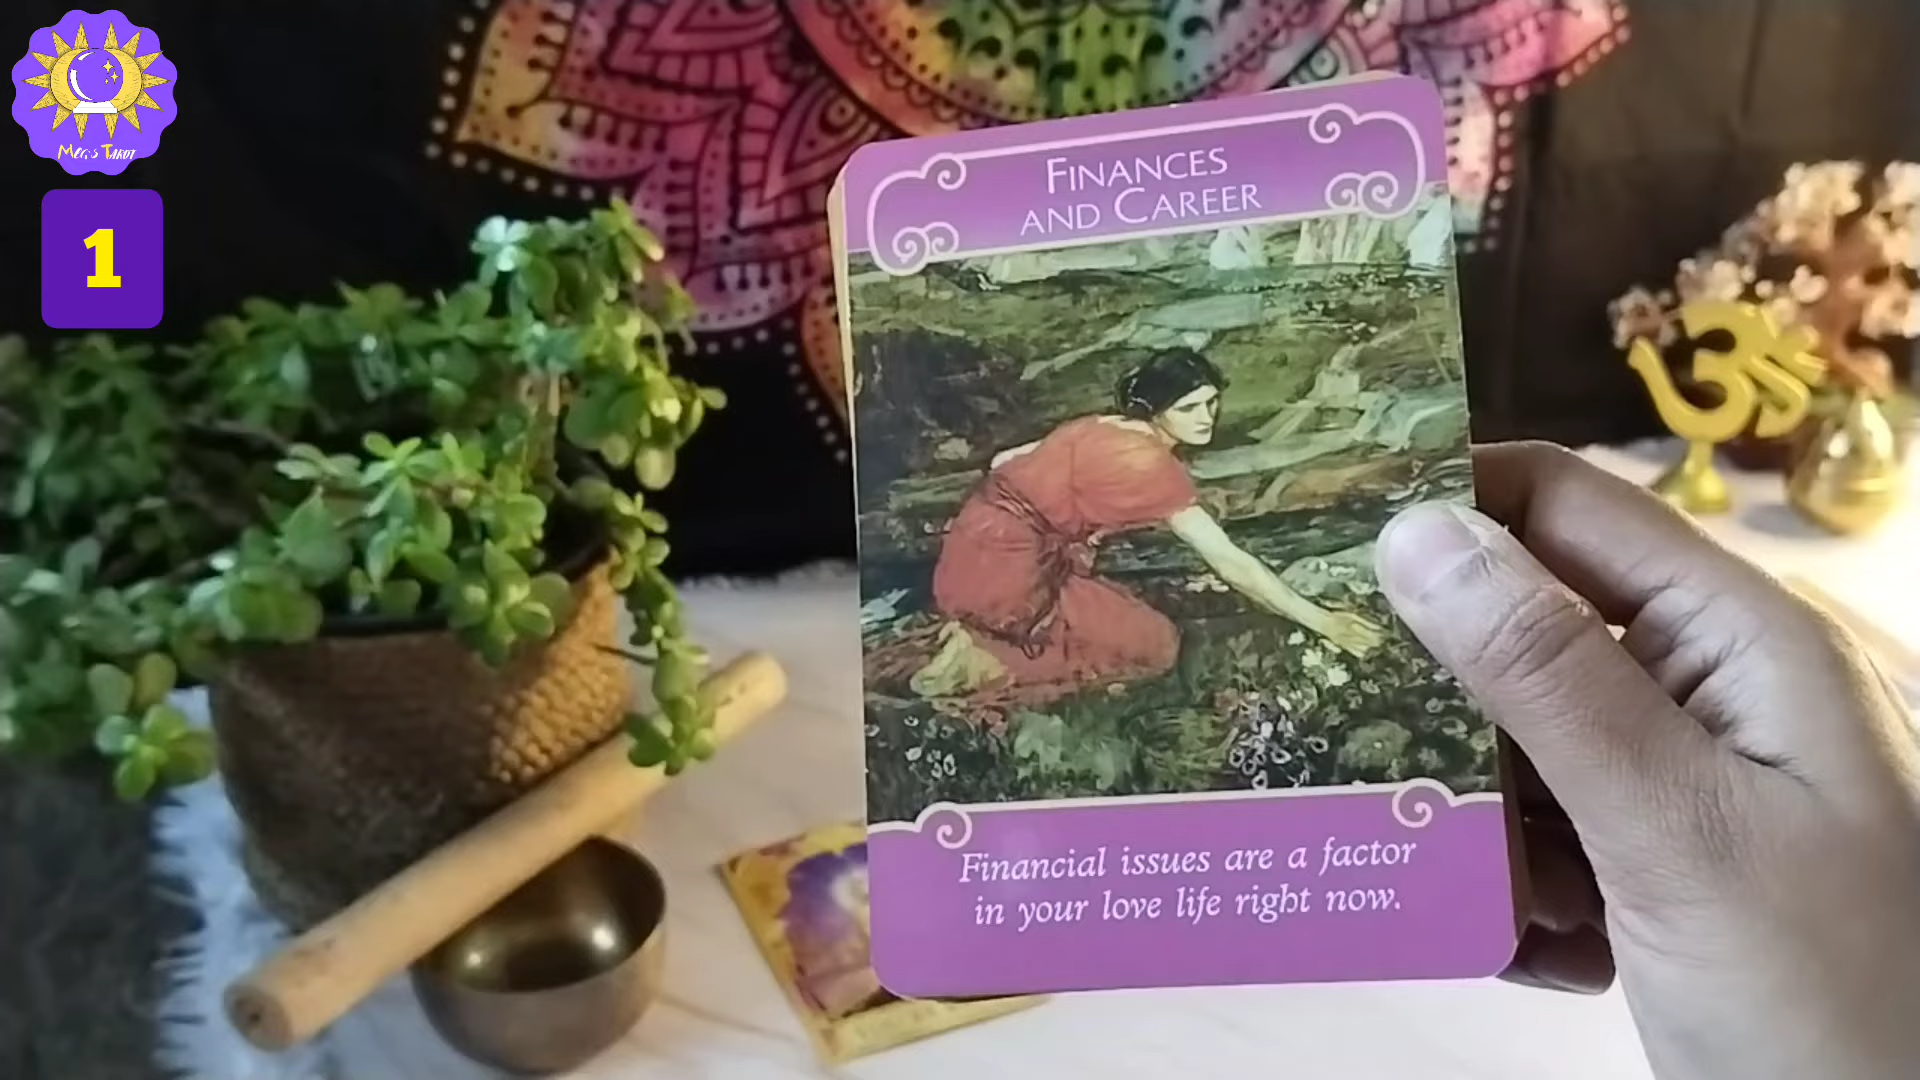 Meg's Tarot
1
Finances
and Career
Financial issues are a factor
in your love life right now.